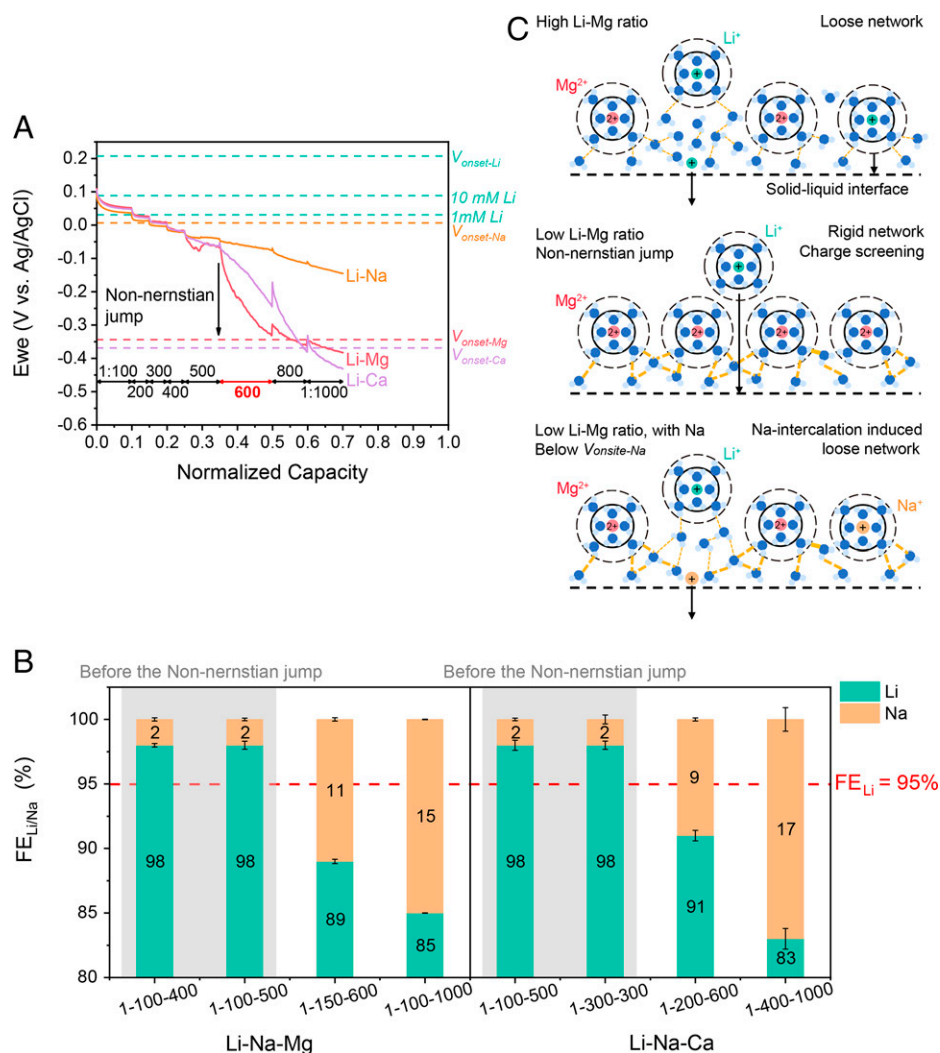 C
High Li-Mg ratio
Loose network
Li⁺
Mg²⁺
2+
+
2+
+
+
Solid-liquid interface
Low Li-Mg ratio
Non-nernstian jump
Li⁺
Rigid network
Charge screening
Mg²⁺
+
2+
2+
2+
2+
Low Li-Mg ratio, with Na
Below Vonsite-Na
Na-intercalation induced
loose network
Li⁺
Mg²⁺
Na⁺
+
2+
2+
+
+
A
Ewe (V vs. Ag/AgCl)
0.2
0.1
0.0
-0.1
-0.2
-0.3
-0.4
-0.5
-0.6
Vonset-Li
10 mM Li
1mM Li
Vonset-Na
Li-Na
Non-nernstian
jump
Vonset-Mg
Li-Mg
Vonset-Ca
Li-Ca
1:100 300 500 600 800
200 400 1:1000
0.0 0.1 0.2 0.3 0.4 0.5 0.6 0.7 0.8 0.9 1.0
Normalized Capacity
B
Before the Non-nernstian jump
Before the Non-nernstian jump
Li
Na
FE Li/Na (%)
100
95
90
85
80
2 2 11 15 2 2 9 17
FE Li = 95%
98 98 89 85 98 98 91 83
1-100-400 1-100-500 1-150-600 1-100-1000 1-100-500 1-300-300 1-200-600 1-400-1000
Li-Na-Mg
Li-Na-Ca